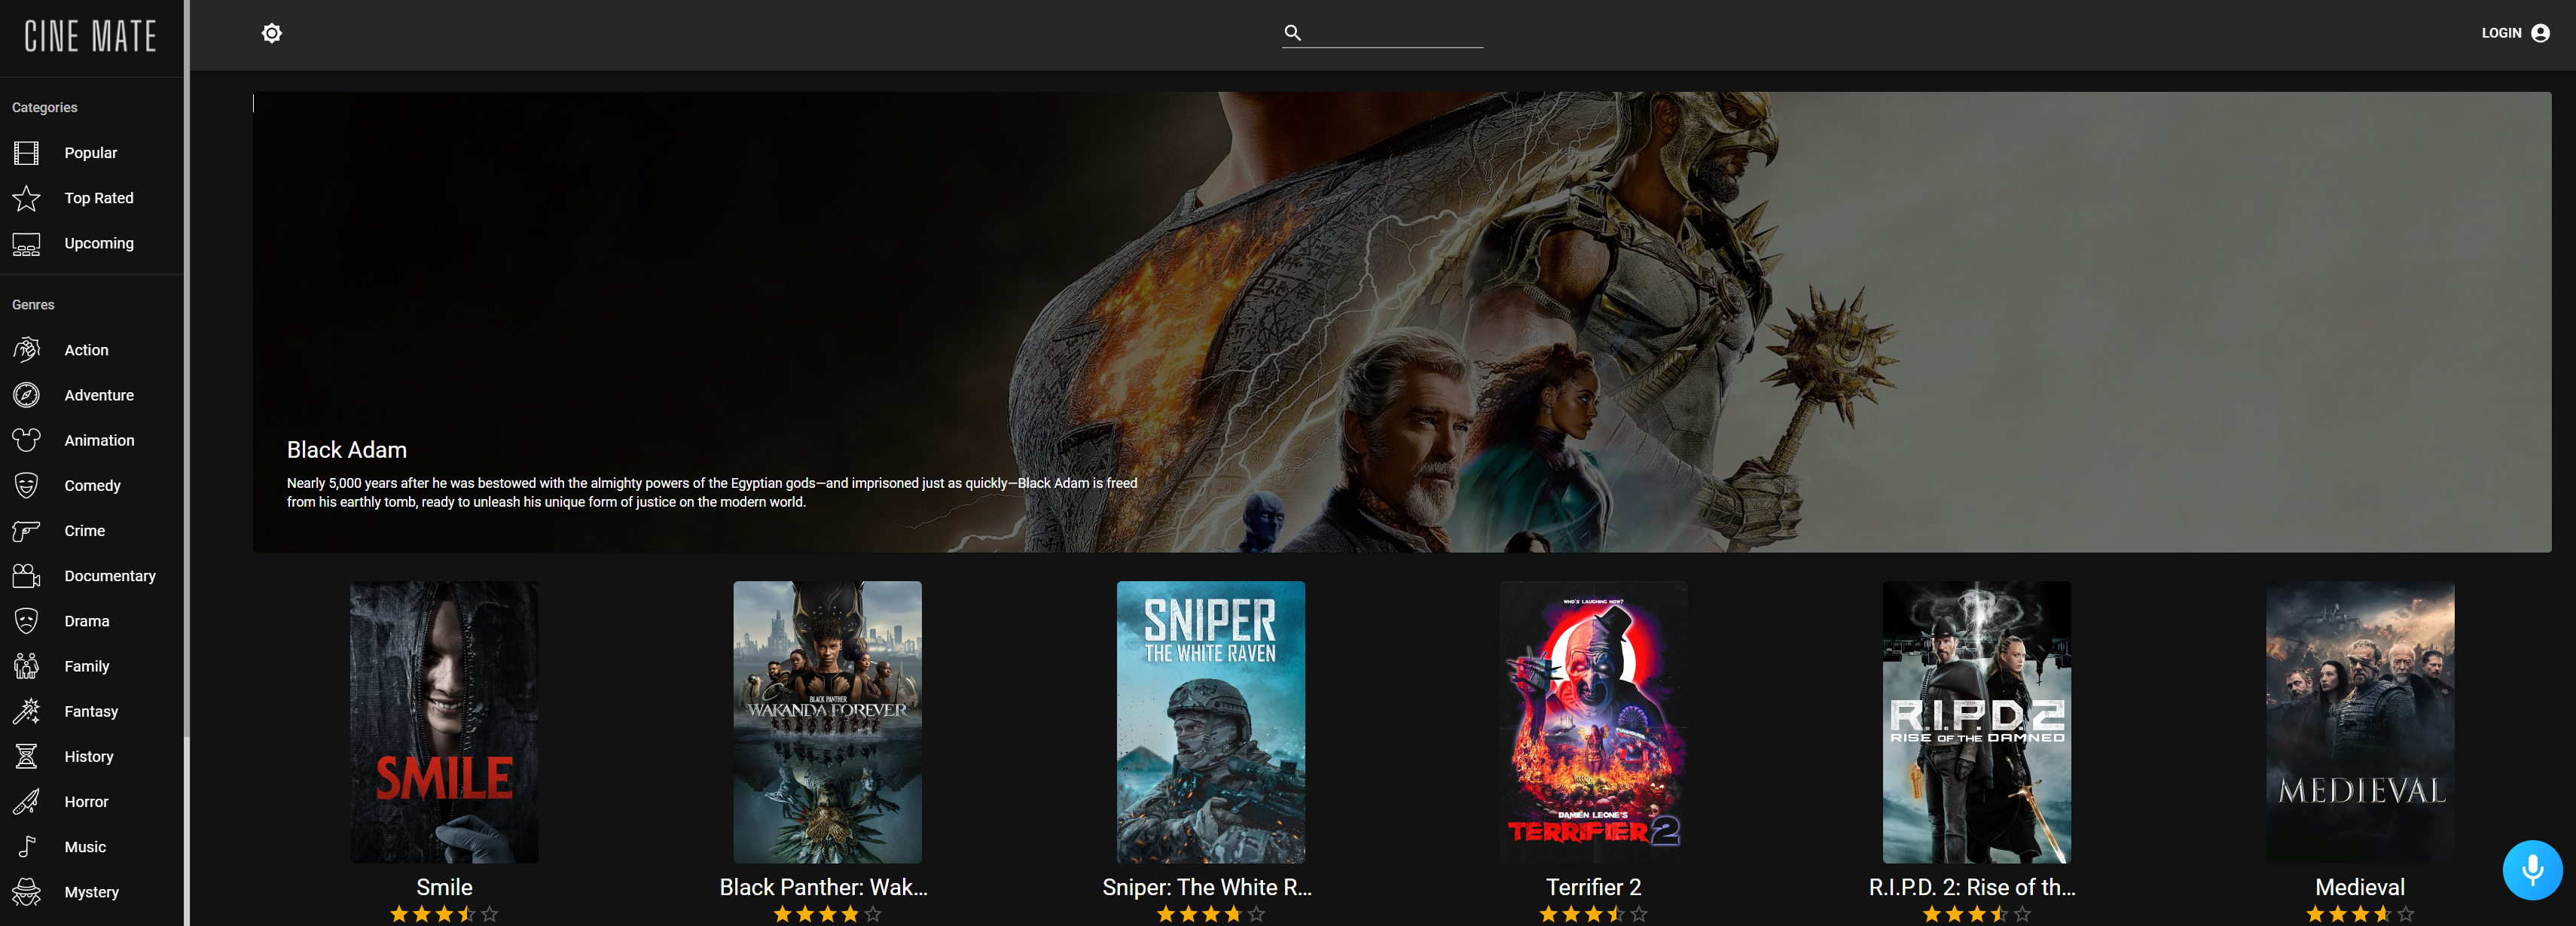 CINE MATE
LOGIN
Categories
Popular
Top Rated
Upcoming
Genres
Action
Adventure
Animation
Comedy
Crime
Documentary
Drama
Family
Fantasy
History
Horror
Music
Mystery
Black Adam
Nearly 5,000 years after he was bestowed with the almighty powers of the Egyptian gods—and imprisoned just as quickly—Black Adam is freed
from his earthly tomb, ready to unleash his unique form of justice on the modern world.
SMILE
BLACK PANTHER
WAKANDA FOREVER
SNIPER
THE WHITE RAVEN
WHO'S LAUGHING NOW?
DAMIEN LEONE'S
TERRIFIER 2
R.I.P.D.2
RISE OF THE DAMNED
MEDIEVAL
Smile
Black Panther: Wak...
Sniper: The White R...
Terrifier 2
R.I.P.D. 2: Rise of th...
Medieval